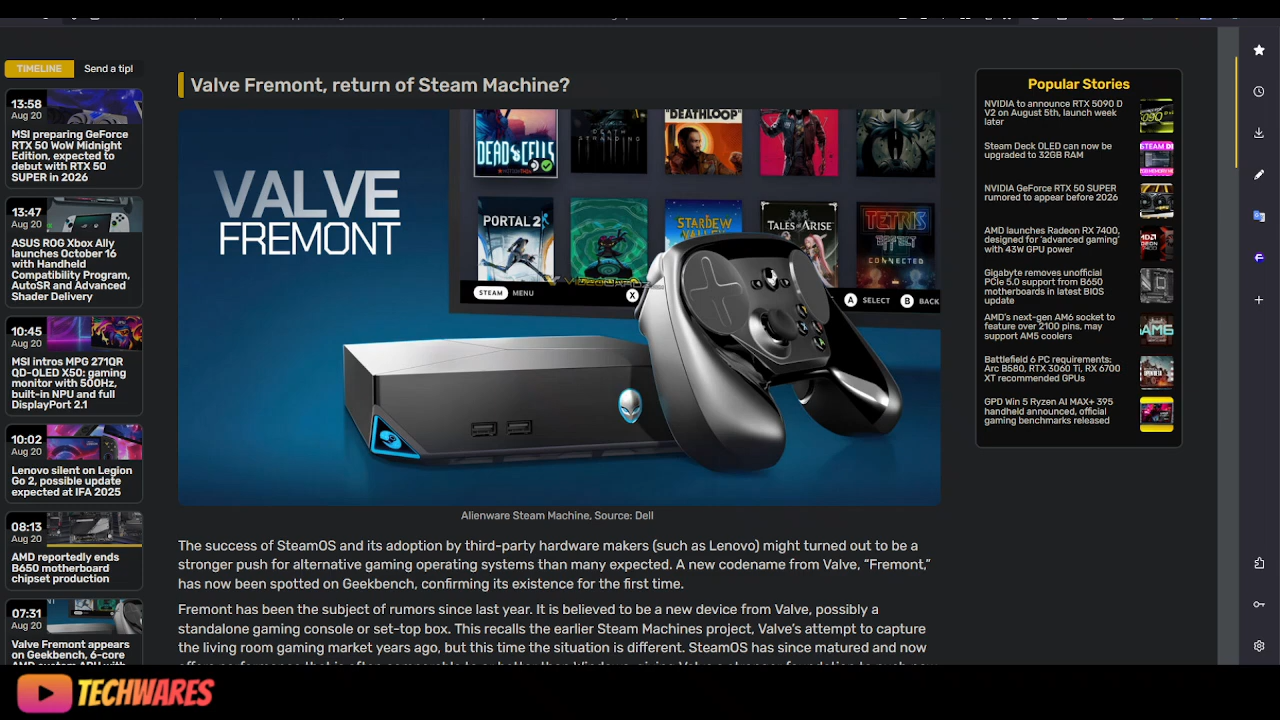 TIMELINE
Send a tip!
13:58
Aug 20
MSI preparing GeForce
RTX 50 WoW Midnight
Edition, expected to
debut with RTX 50
SUPER in 2026
13:47
Aug 20
ASUS ROG Xbox Ally
launches October 16
with Handheld
Compatibility Program,
AutoSR and Advanced
Shader Delivery
10:45
Aug 20
MSI intros MPG 271QR
QD-OLED X50: gaming
monitor with 500Hz,
built-in NPU and full
DisplayPort 2.1
10:02
Aug 20
Lenovo silent on Legion
Go 2, possible update
expected at IFA 2025
08:13
Aug 20
AMD reportedly ends
B650 motherboard
chipset production
07:31
Aug 20
Valve Fremont appears
on Geekbench, 6-core
Valve Fremont, return of Steam Machine?
VALVE
FREMONT
DEAD CELLS
DEATH
STRANDING
DEATHLOOP
PORTAL 2
STARDEW
VALLEY
TALES of ARISE
TETRIS
EFFECT
CONNECTED
VIDEOCARDZ
STEAM MENU
X
A SELECT B BACK
Alienware Steam Machine, Source: Dell
The success of SteamOS and its adoption by third-party hardware makers (such as Lenovo) might turned out to be a
stronger push for alternative gaming operating systems than many expected. A new codename from Valve, “Fremont,”
has now been spotted on Geekbench, confirming its existence for the first time.
Fremont has been the subject of rumors since last year. It is believed to be a new device from Valve, possibly a
standalone gaming console or set-top box. This recalls the earlier Steam Machines project, Valve’s attempt to capture
the living room gaming market years ago, but this time the situation is different. SteamOS has since matured and now
Popular Stories
NVIDIA to announce RTX 5090 D
V2 on August 5th, launch week
later
Steam Deck OLED can now be
upgraded to 32GB RAM
NVIDIA GeForce RTX 50 SUPER
rumored to appear before 2026
AMD launches Radeon RX 7400,
designed for 'advanced gaming'
with 43W GPU power
Gigabyte removes unofficial
PCIe 5.0 support from B650
motherboards in latest BIOS
update
AMD's next-gen AM6 socket to
feature over 2100 pins, may
support AM5 coolers
Battlefield 6 PC requirements:
Arc B580, RTX 3060 Ti, RX 6700
XT recommended GPUs
GPD Win 5 Ryzen AI MAX+ 395
handheld announced, official
gaming benchmarks released
TECHWARES